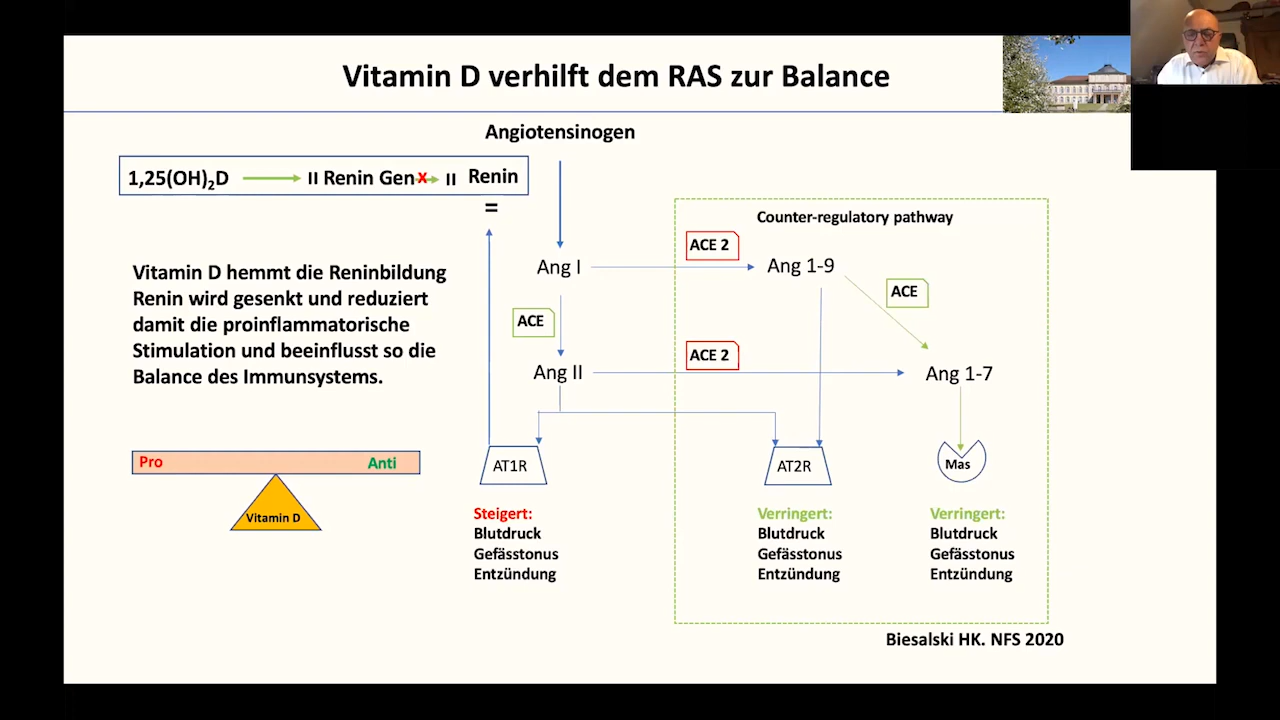 Vitamin D verhilft dem RAS zur Balance
Angiotensinogen
1,25(OH)₂D
II Renin Gen x II Renin
=
Counter-regulatory pathway
ACE 2
Ang I
Ang 1-9
ACE
ACE
Vitamin D hemmt die Reninbildung
Renin wird gesenkt und reduziert
damit die proinflammatorische
Stimulation und beeinflusst so die
Balance des Immunsystems.
ACE 2
Ang II
Ang 1-7
Pro
Anti
Vitamin D
AT1R
AT2R
Mas
Steigert:
Blutdruck
Gefässtonus
Entzündung
Verringert:
Blutdruck
Gefässtonus
Entzündung
Verringert:
Blutdruck
Gefässtonus
Entzündung
Biesalski HK. NFS 2020